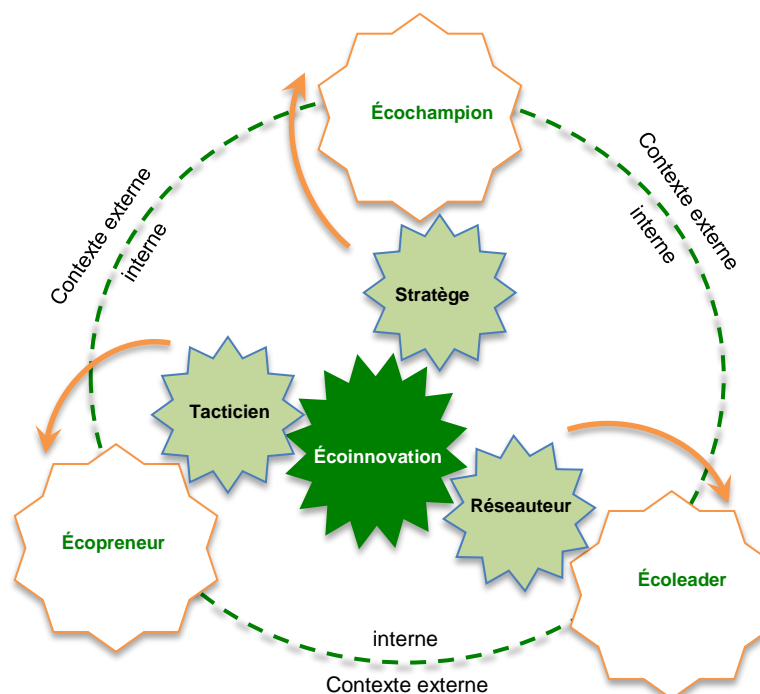 Écochampion
Contexte externe
interne
Contexte externe
interne
Stratège
Tacticien
Écoinnovation
Réseauteur
Écopreneur
Écoleader
interne
Contexte externe